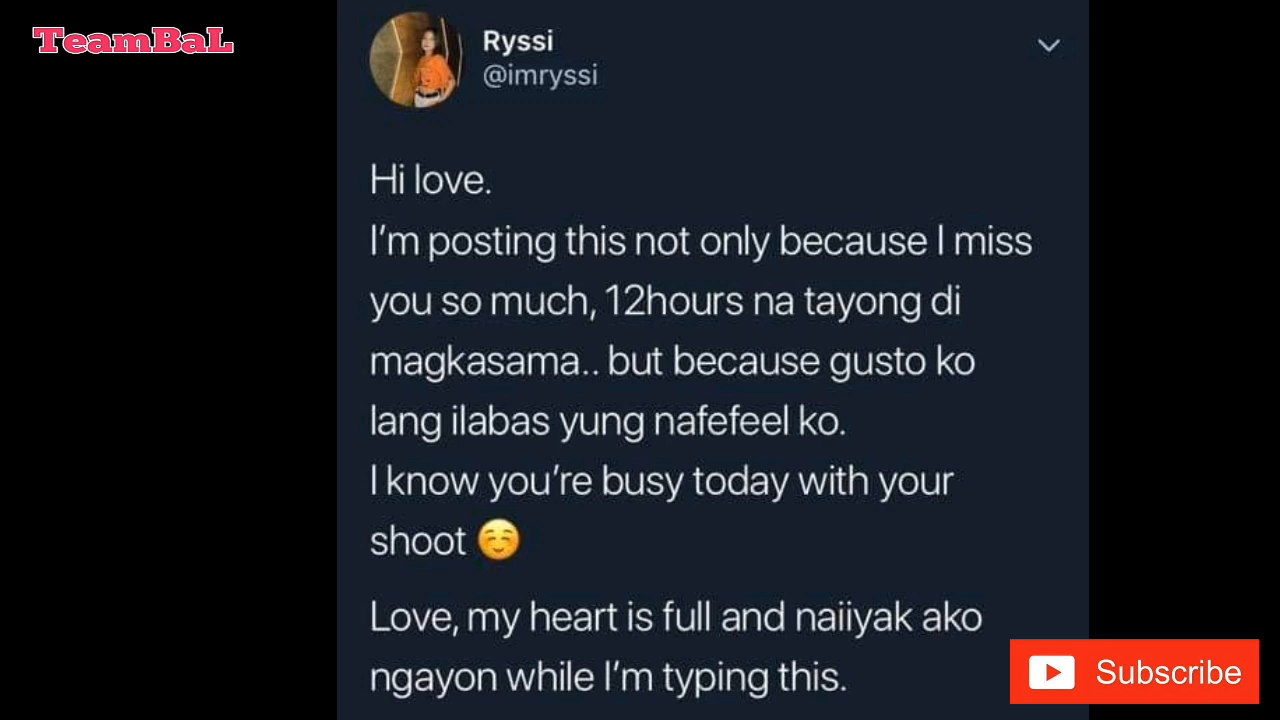 TeamBaL
Ryssi
@imryssi
Hi love.
I'm posting this not only because I miss
you so much, 12hours na tayong di
magkasama.. but because gusto ko
lang ilabas yung nafefeel ko.
I know you're busy today with your
shoot ☺️
Love, my heart is full and naiiyak ako
ngayon while I'm typing this.
Subscribe